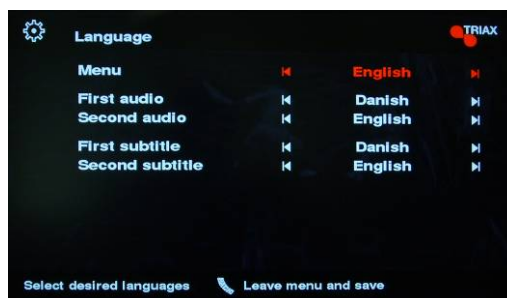 Language
TRIAX
Menu English
First audio Danish
Second audio English
First subtitle Danish
Second subtitle English
Select desired languages Leave menu and save